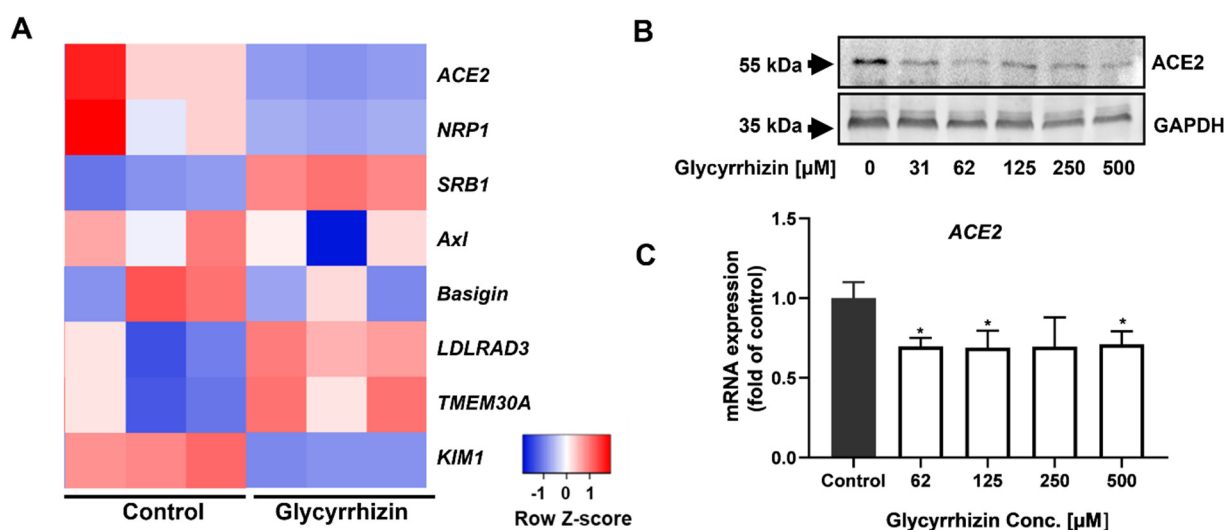 A
ACE2
NRP1
SRB1
Axl
Basigin
LDLRAD3
TMEM30A
KIM1
Control Glycyrrhizin
-1 0 1
Row Z-score
B
55 kDa ACE2
35 kDa GAPDH
Glycyrrhizin [µM] 0 31 62 125 250 500
C
ACE2
mRNA expression
(fold of control)
1.5
1.0
0.5
0.0
* * *
Control 62 125 250 500
Glycyrrhizin Conc. [µM]